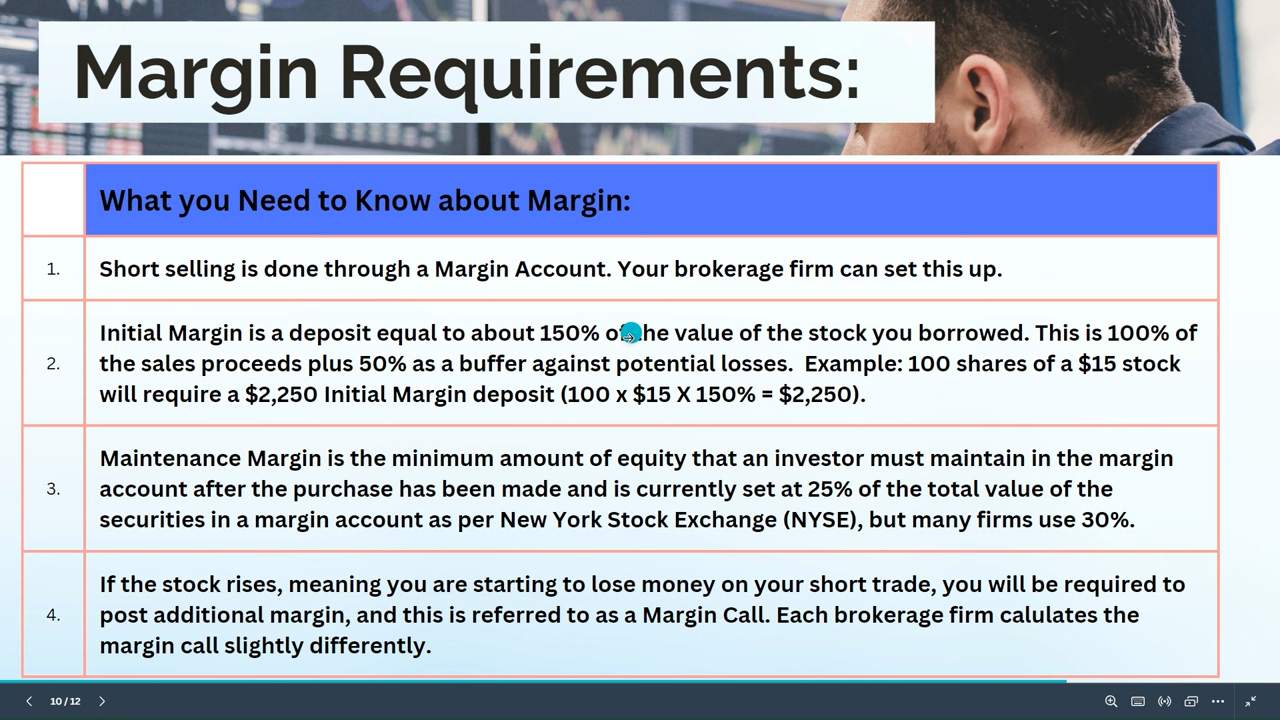 Margin Requirements:
What you Need to Know about Margin:
1.
Short selling is done through a Margin Account. Your brokerage firm can set this up.
2.
Initial Margin is a deposit equal to about 150% of the value of the stock you borrowed. This is 100% of
the sales proceeds plus 50% as a buffer against potential losses. Example: 100 shares of a $15 stock
will require a $2,250 Initial Margin deposit (100 x $15 X 150% = $2,250).
3.
Maintenance Margin is the minimum amount of equity that an investor must maintain in the margin
account after the purchase has been made and is currently set at 25% of the total value of the
securities in a margin account as per New York Stock Exchange (NYSE), but many firms use 30%.
4.
If the stock rises, meaning you are starting to lose money on your short trade, you will be required to
post additional margin, and this is referred to as a Margin Call. Each brokerage firm calulates the
margin call slightly differently.
10 / 12